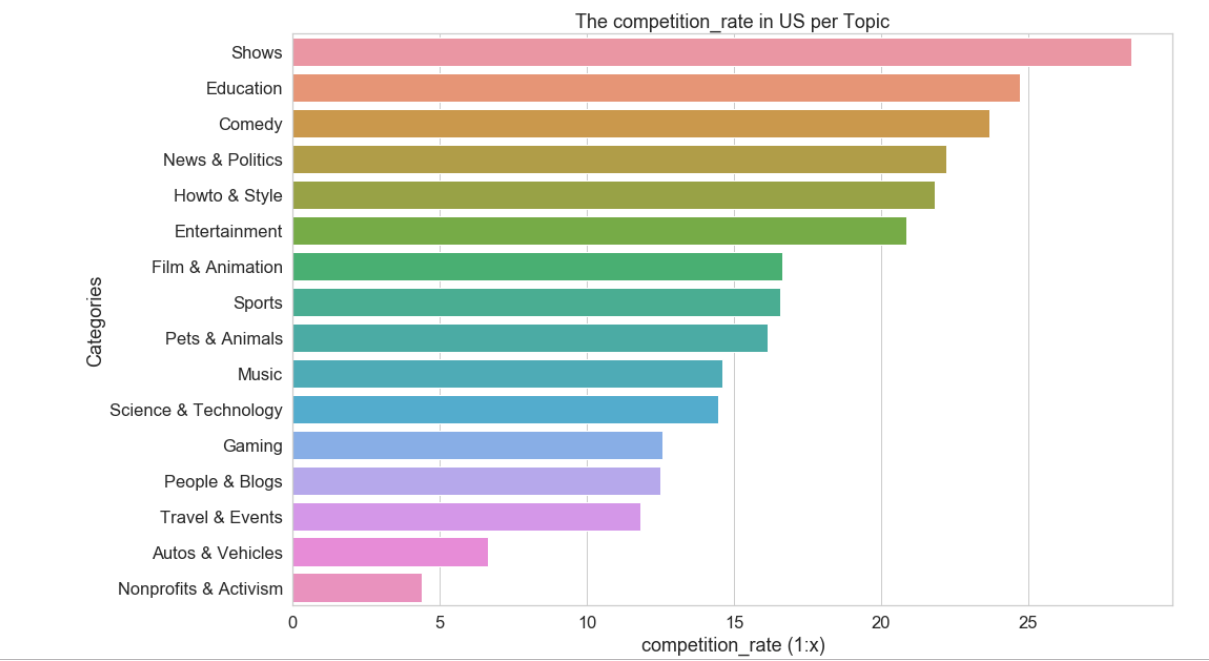 The competition_rate in US per Topic
Shows
Education
Comedy
News & Politics
Howto & Style
Entertainment
Film & Animation
Sports
Pets & Animals
Music
Science & Technology
Gaming
People & Blogs
Travel & Events
Autos & Vehicles
Nonprofits & Activism
Categories
0 5 10 15 20 25
competition_rate (1:x)